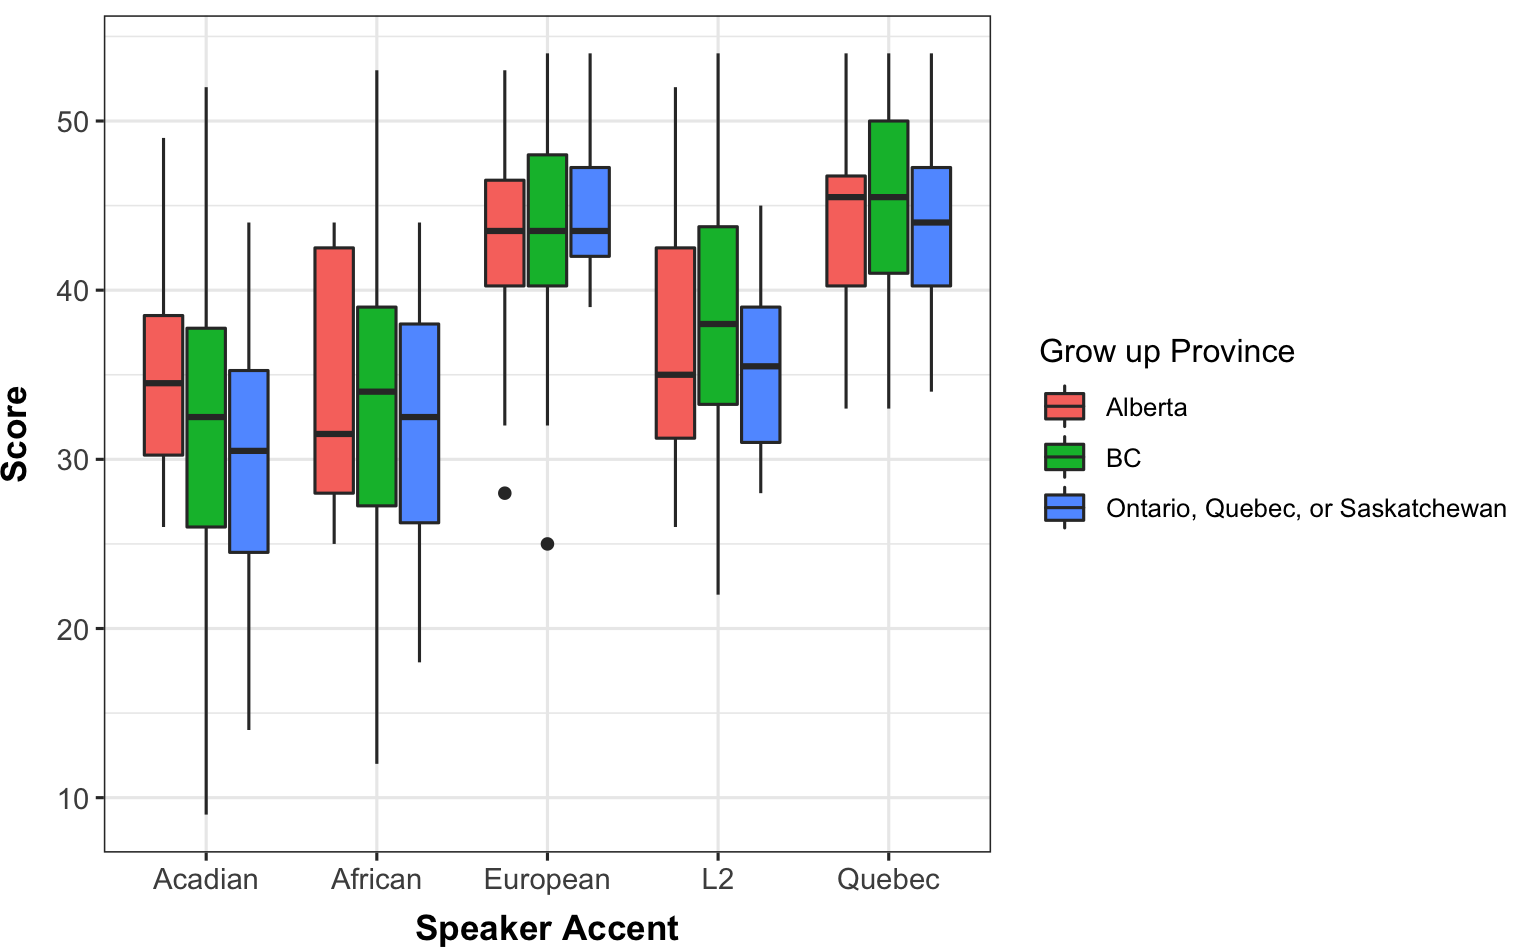 50
40
30
20
10
Score
Acadian African European L2 Quebec
Speaker Accent
Grow up Province
Alberta
BC
Ontario, Quebec, or Saskatchewan